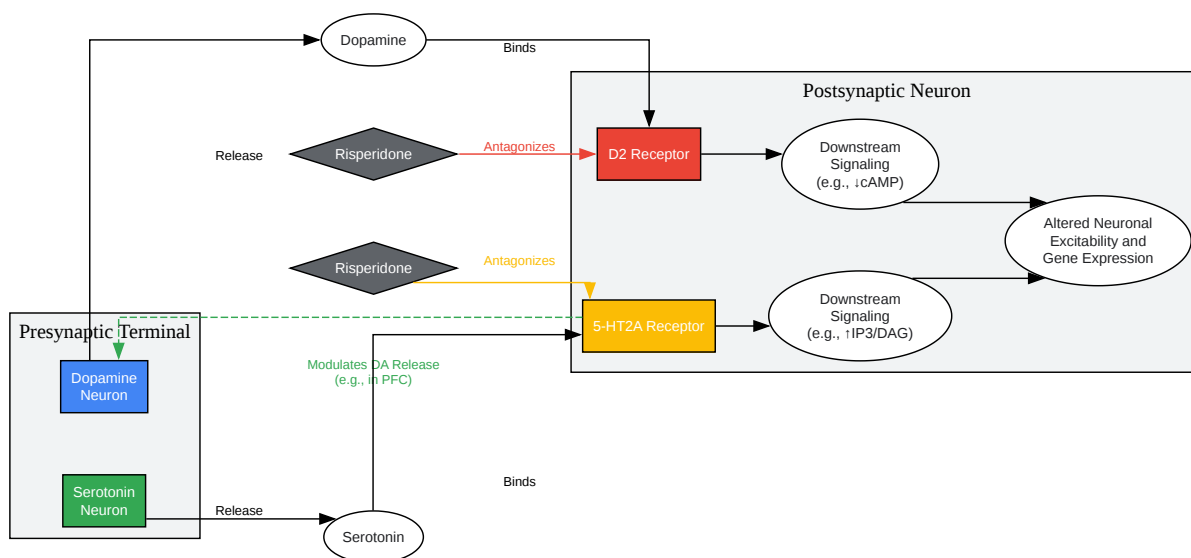 Dopamine
Binds
Postsynaptic Neuron
Release
Risperidone
Antagonizes
D2 Receptor
Downstream
Signaling
(e.g., ↓cAMP)
Altered Neuronal
Excitability and
Gene Expression
Risperidone
Antagonizes
5-HT2A Receptor
Downstream
Signaling
(e.g., ↑IP3/DAG)
Presynaptic Terminal
Dopamine
Neuron
Modulates DA Release
(e.g., in PFC)
Serotonin
Neuron
Release
Serotonin
Binds